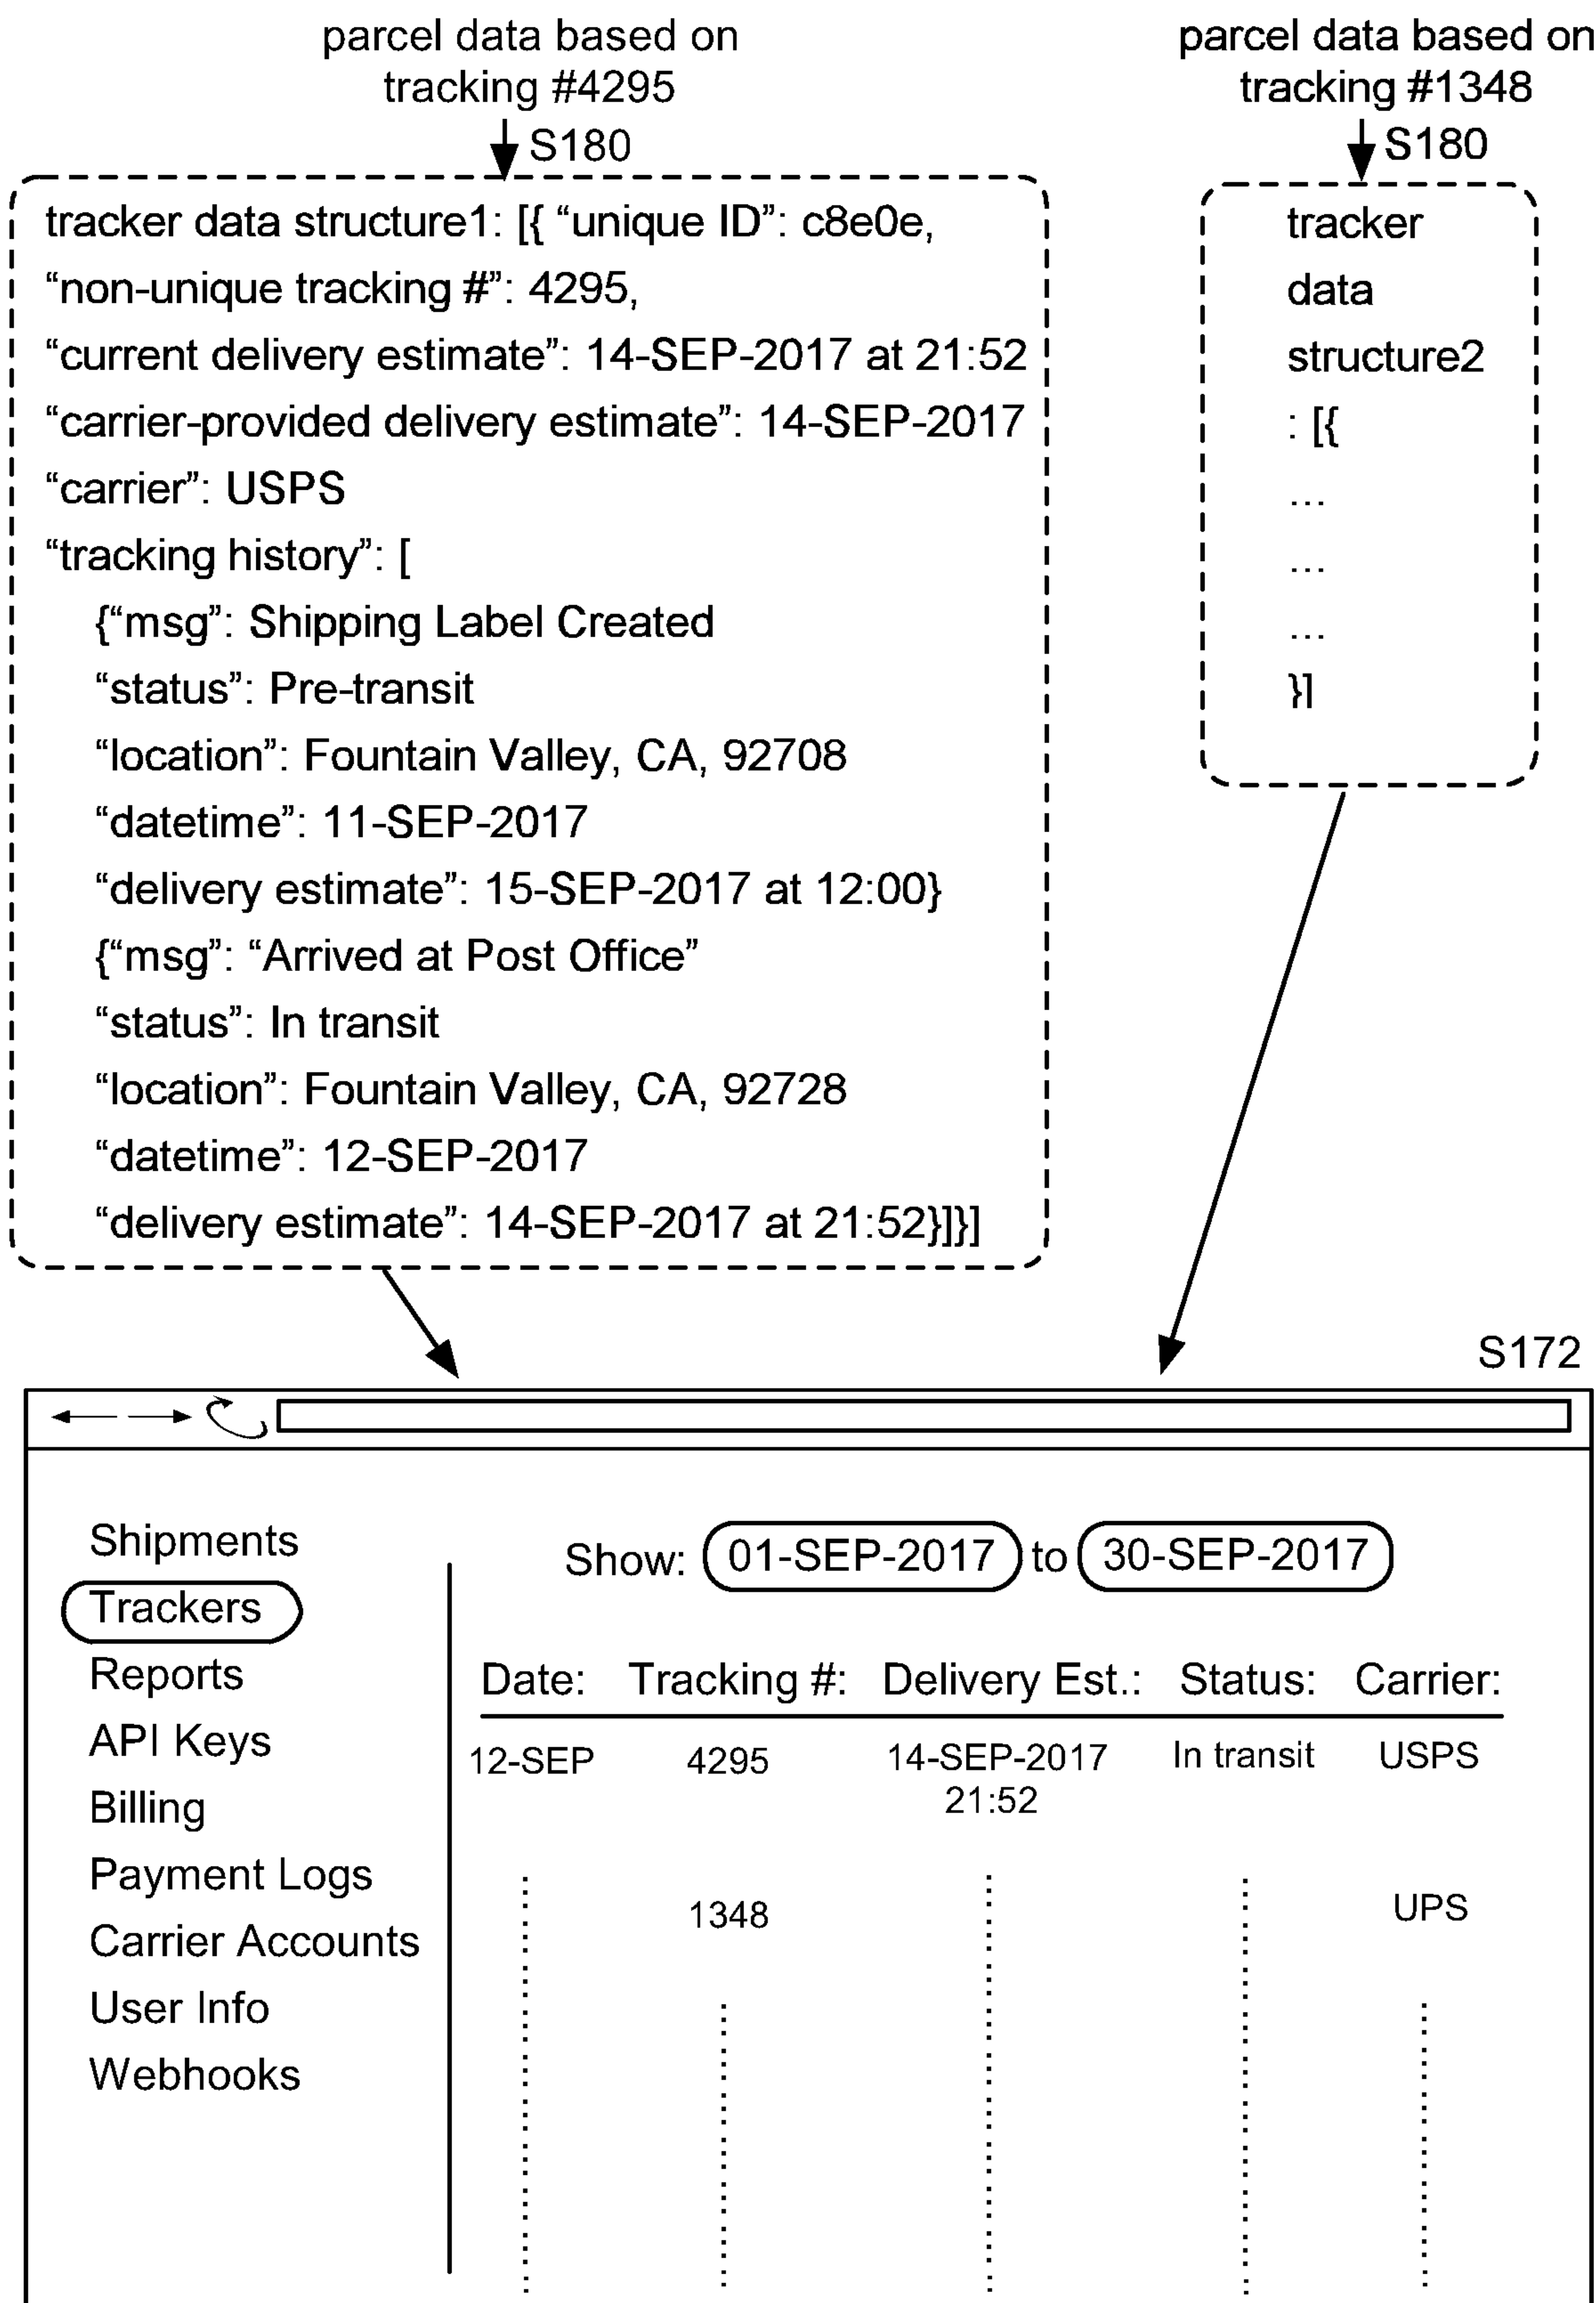 parcel data based on
tracking #4295
S180
tracker data structure1: [{ “unique ID”: c8e0e,
“non-unique tracking #”: 4295,
“current delivery estimate”: 14-SEP-2017 at 21:52
“carrier-provided delivery estimate”: 14-SEP-2017
“carrier”: USPS
“tracking history”: [
{“msg”: Shipping Label Created
“status”: Pre-transit
“location”: Fountain Valley, CA, 92708
“datetime”: 11-SEP-2017
“delivery estimate”: 15-SEP-2017 at 12:00}
{“msg”: “Arrived at Post Office”
“status”: In transit
“location”: Fountain Valley, CA, 92728
“datetime”: 12-SEP-2017
“delivery estimate”: 14-SEP-2017 at 21:52}]}]
parcel data based on
tracking #1348
S180
tracker
data
structure2
: [{
...
...
...
}]
S172
Shipments
Trackers
Reports
API Keys
Billing
Payment Logs
Carrier Accounts
User Info
Webhooks
Show: 01-SEP-2017 to 30-SEP-2017
Date: Tracking #: Delivery Est.: Status: Carrier:
12-SEP 4295 14-SEP-2017 In transit USPS
21:52
1348 UPS